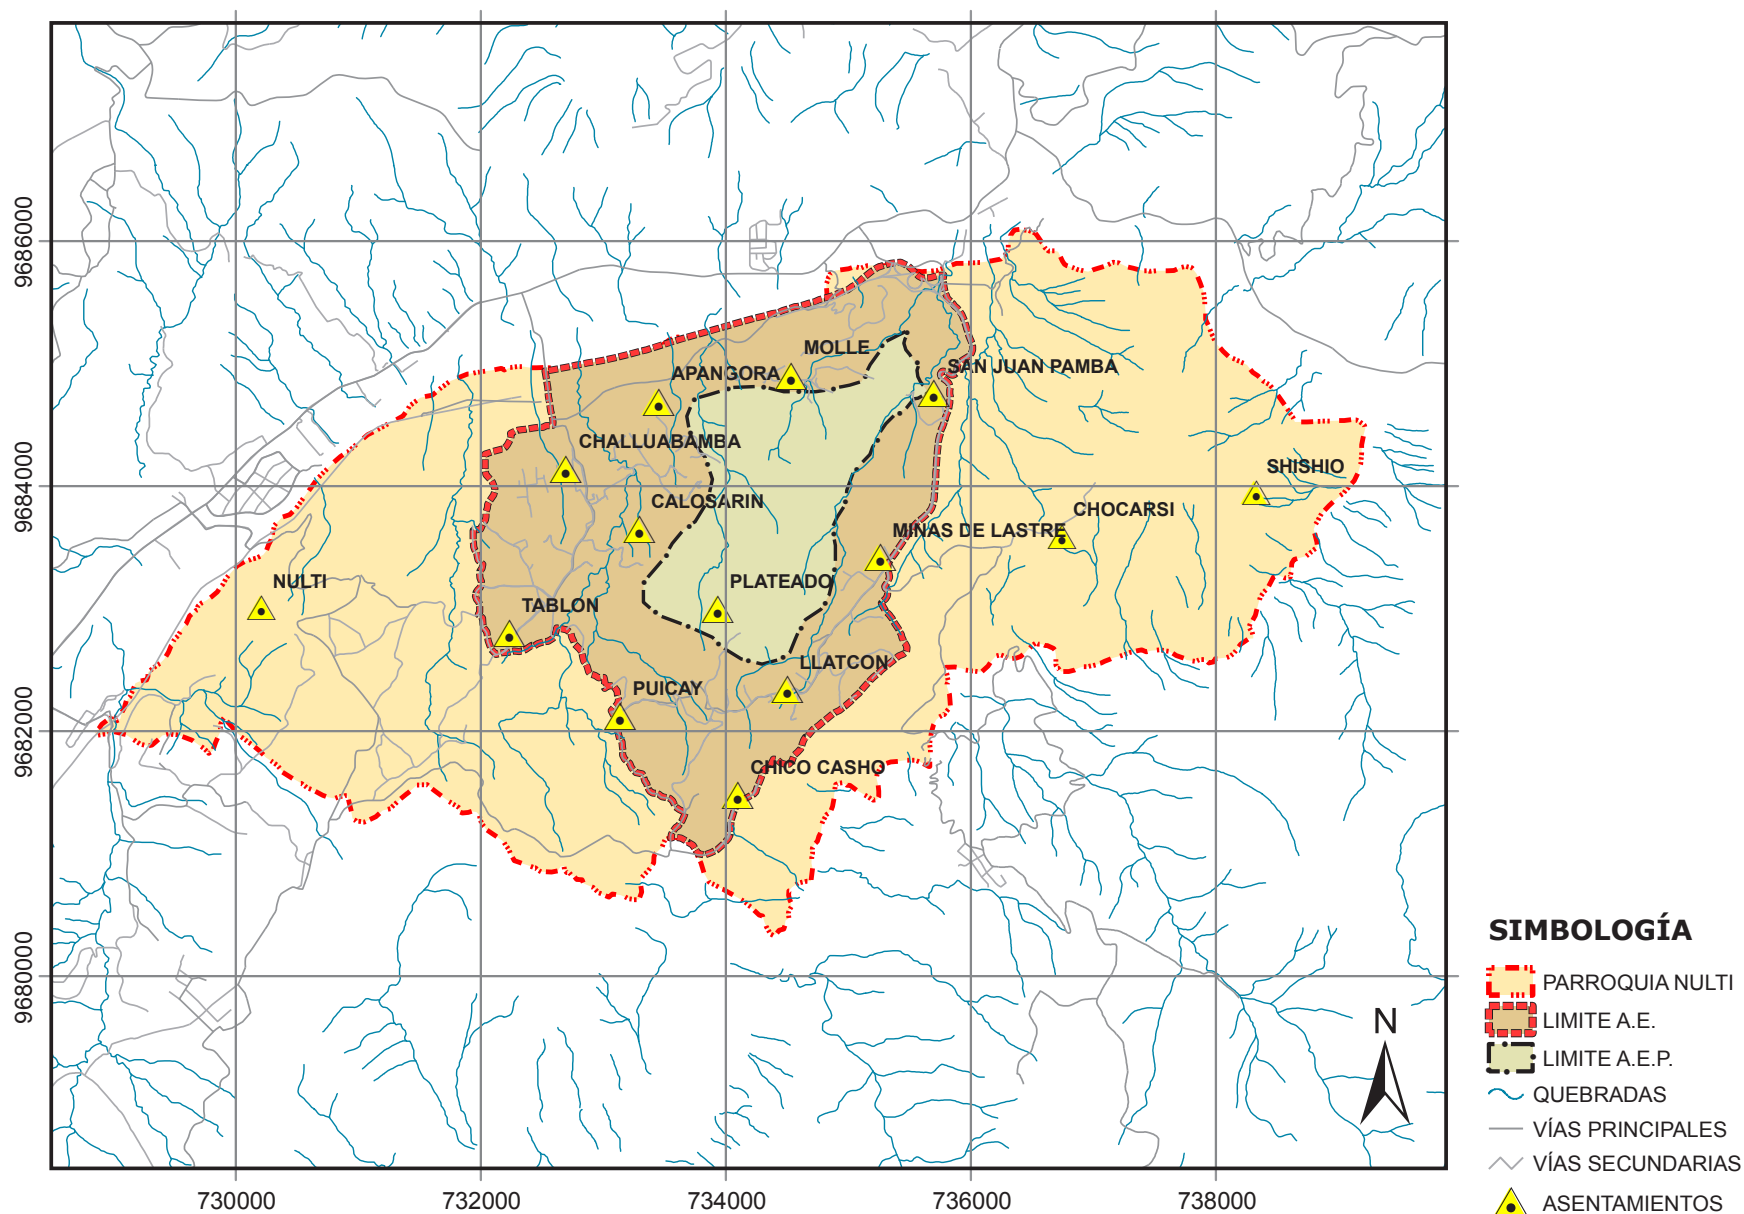 9686000
9684000
9682000
9680000
MOLLE
APANGORA
SAN JUAN PAMBA
CHALLUABAMBA
SHISHIO
CALOSARIN
CHOCARSI
MINAS DE LASTRE
NULTI
PLATEADO
TABLON
LLATCON
PUICAY
CHICO CASHO
N
730000 732000 734000 736000 738000
SIMBOLOGÍA
PARROQUIA NULTI
LIMITE A.E.
LIMITE A.E.P.
QUEBRADAS
VÍAS PRINCIPALES
VÍAS SECUNDARIAS
ASENTAMIENTOS